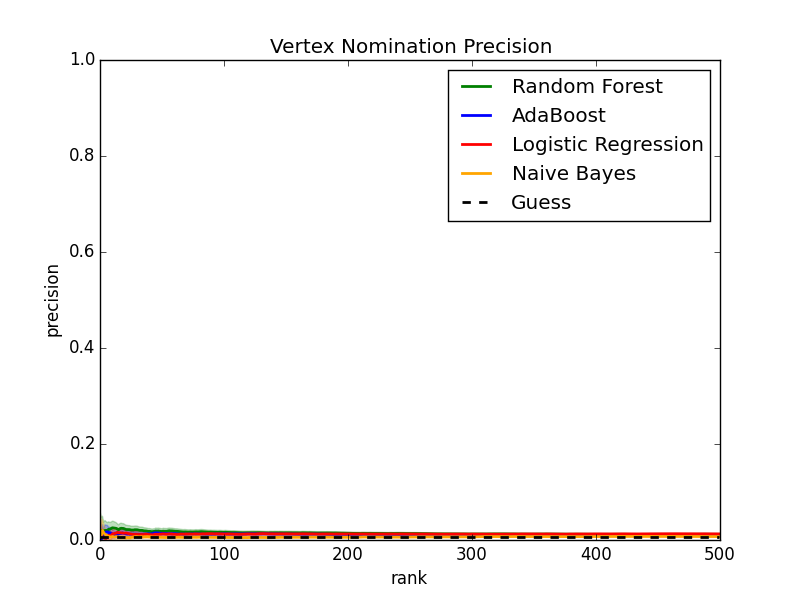 Vertex Nomination Precision
1.0
0.8
0.6
0.4
0.2
0.0
precision
Random Forest
AdaBoost
Logistic Regression
Naive Bayes
Guess
0 100 200 300 400 500
rank